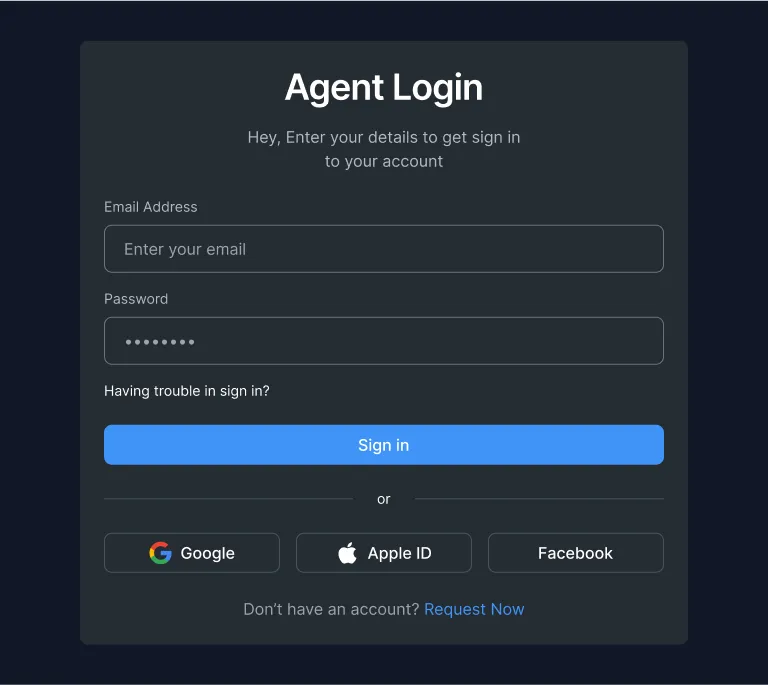 Agent Login
Hey, Enter your details to get sign in
to your account
Email Address
Enter your email
Password
••••••••
Having trouble in sign in?
Sign in
or
Google
Apple ID
Facebook
Don't have an account? Request Now